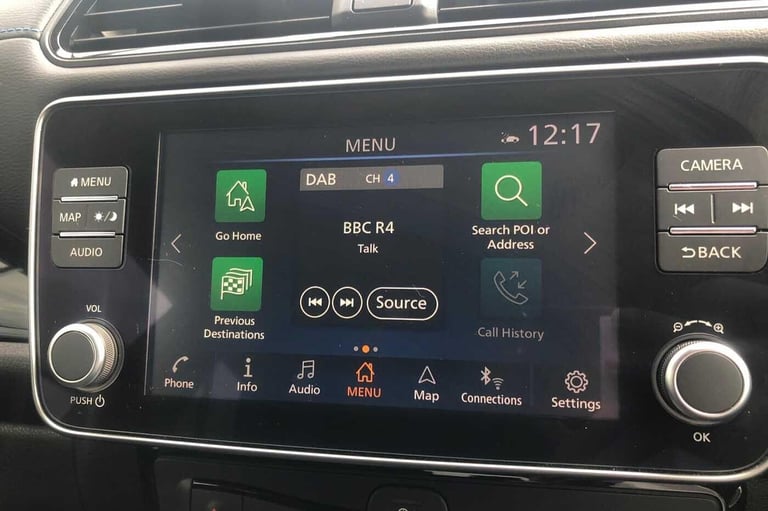 MENU
12:17
MENU
MAP
AUDIO
VOL
PUSH
Go Home
Previous
Destinations
DAB CH 4
BBC R4
Talk
Source
Search POI or
Address
Call History
Phone
Info
Audio
MENU
Map
Connections
Settings
CAMERA
BACK
OK